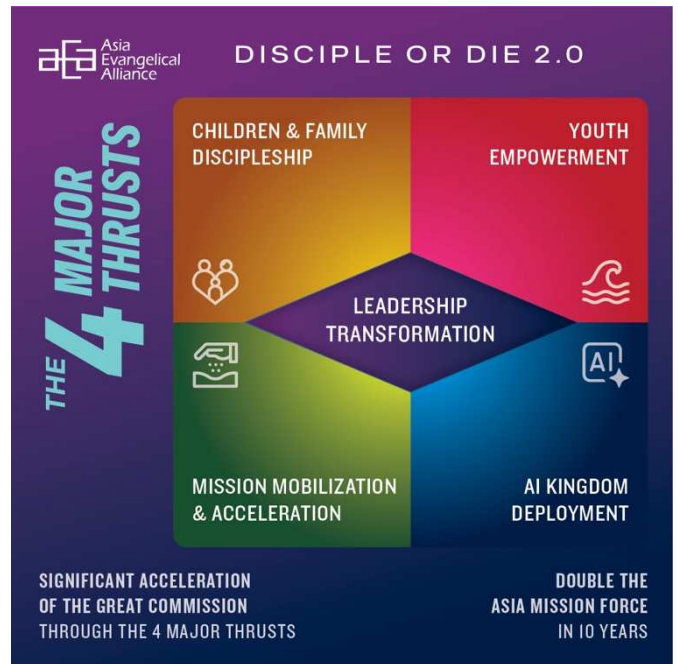 aea
Asia
Evangelical
Alliance
DISCIPLE OR DIE 2.0
THE 4 MAJOR
THRUSTS
CHILDREN & FAMILY
DISCIPLESHIP
YOUTH
EMPOWERMENT
LEADERSHIP
TRANSFORMATION
AI
MISSION MOBILIZATION
& ACCELERATION
AI KINGDOM
DEPLOYMENT
SIGNIFICANT ACCELERATION
OF THE GREAT COMMISSION
THROUGH THE 4 MAJOR THRUSTS
DOUBLE THE
ASIA MISSION FORCE
IN 10 YEARS